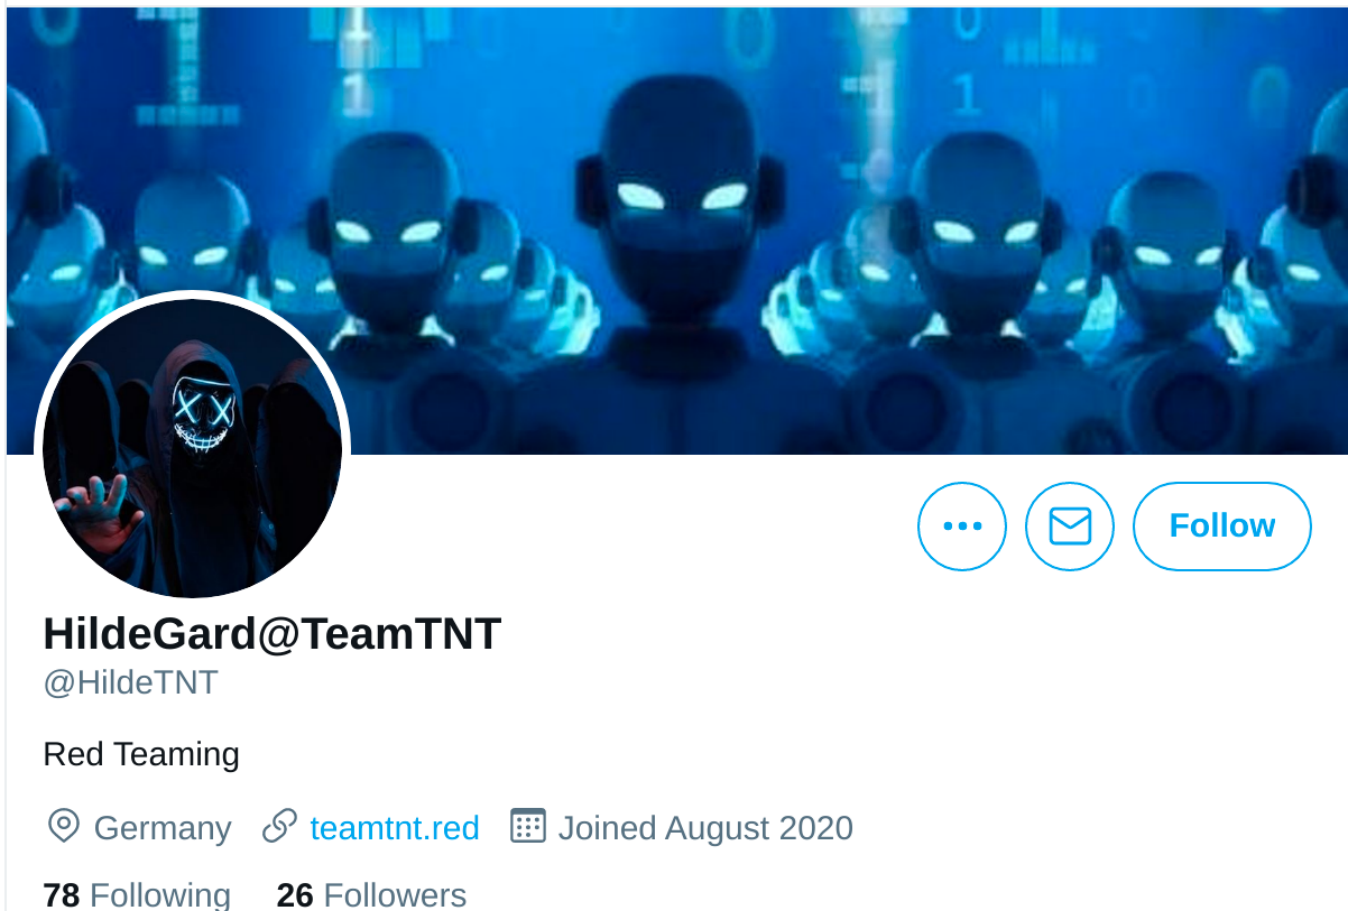 HildeGard@TeamTNT
@HildeTNT
Follow
Red Teaming
Germany teamtnt.red Joined August 2020
78 Following 26 Followers